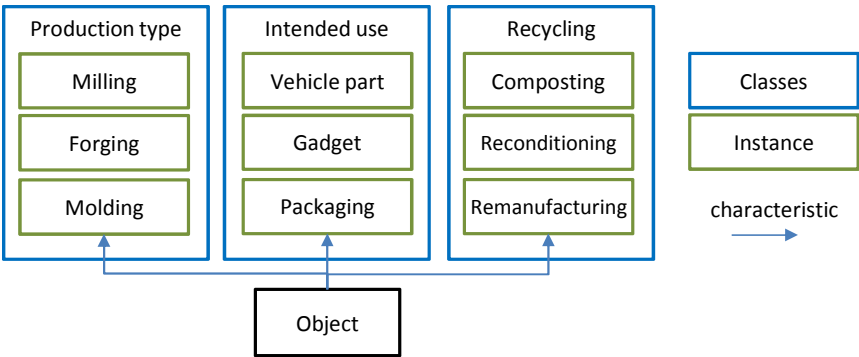 Production type
Milling
Forging
Molding
Intended use
Vehicle part
Gadget
Packaging
Recycling
Composting
Reconditioning
Remanufacturing
Classes
Instance
characteristic
Object